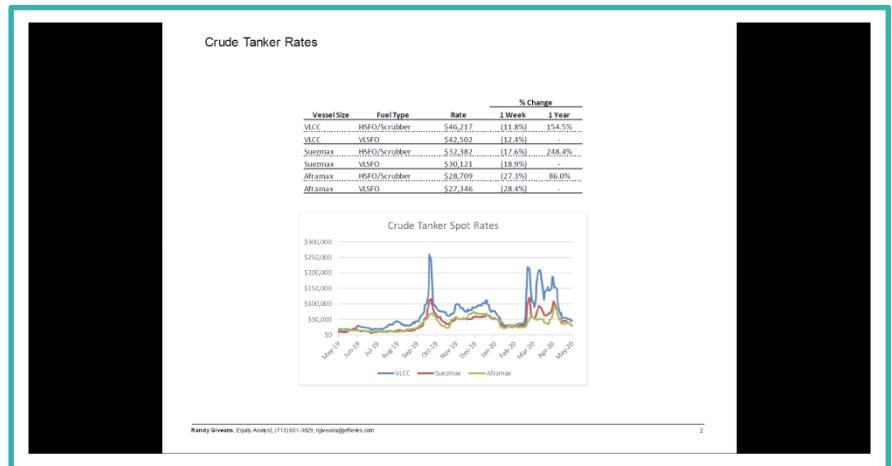 Crude Tanker Rates
% Change
Vessel Size Fuel Type Rate 1 Week 1 Year
VLCC HSFO/Scrubber $46,217 (11.8%) 154.5%
VLCC VLSFO $42,502 (12.4%) -
Suezmax HSFO/Scrubber $32,382 (17.6%) 248.4%
Suezmax VLSFO $30,121 (18.9%) -
Aframax HSFO/Scrubber $28,709 (27.3%) 86.0%
Aframax VLSFO $27,346 (28.4%) -
Crude Tanker Spot Rates
$300,000
$250,000
$200,000
$150,000
$100,000
$50,000
$0
May-19 Jun-19 Jul-19 Aug-19 Sep-19 Oct-19 Nov-19 Dec-19 Jan-20 Feb-20 Mar-20 Apr-20 May-20
VLCC Suezmax Aframax
Randy Giveans, Equity Analyst, (713) 651-3829, rgiveans@jefferies.com 2